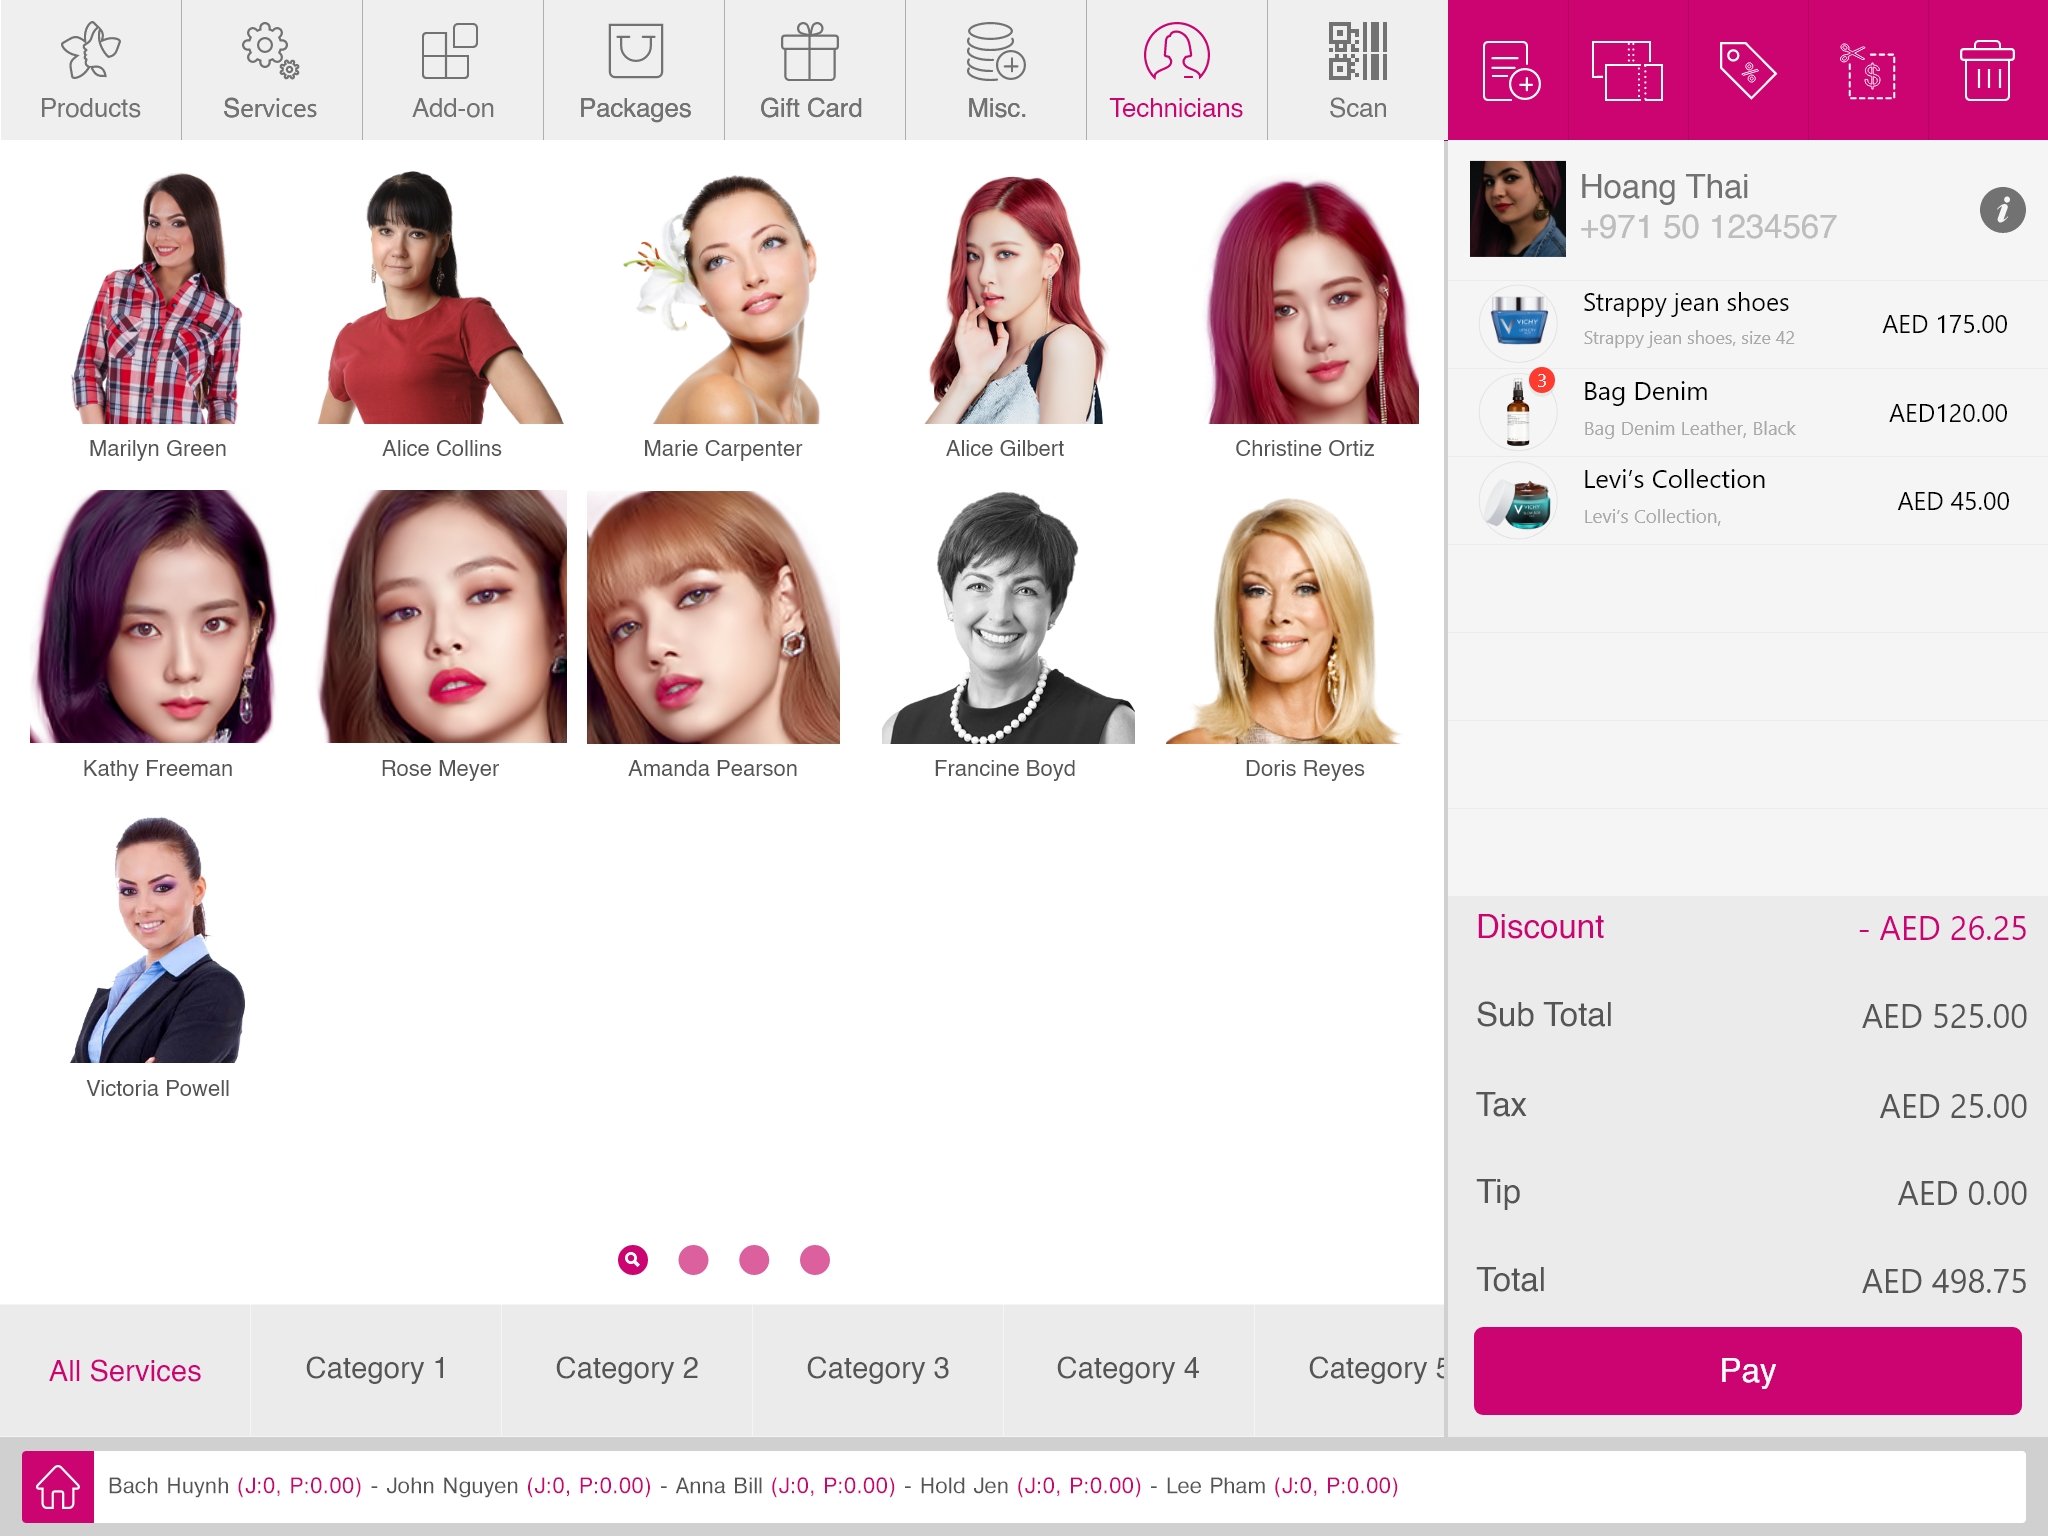 Products
Services
Add-on
Packages
Gift Card
Misc.
Technicians
Scan
Marilyn Green
Alice Collins
Marie Carpenter
Alice Gilbert
Christine Ortiz
Kathy Freeman
Rose Meyer
Amanda Pearson
Francine Boyd
Doris Reyes
Victoria Powell
All Services
Category 1
Category 2
Category 3
Category 4
Category 5
Hoang Thai
+971 50 1234567
VICHY
Strappy jean shoes
Strappy jean shoes, size 42
AED 175.00
3
Bag Denim
Bag Denim Leather, Black
AED120.00
VICHY
Levi’s Collection
Levi’s Collection,
AED 45.00
Discount - AED 26.25
Sub Total AED 525.00
Tax AED 25.00
Tip AED 0.00
Total AED 498.75
Pay
Bach Huynh (J:0, P:0.00) - John Nguyen (J:0, P:0.00) - Anna Bill (J:0, P:0.00) - Hold Jen (J:0, P:0.00) - Lee Pham (J:0, P:0.00)